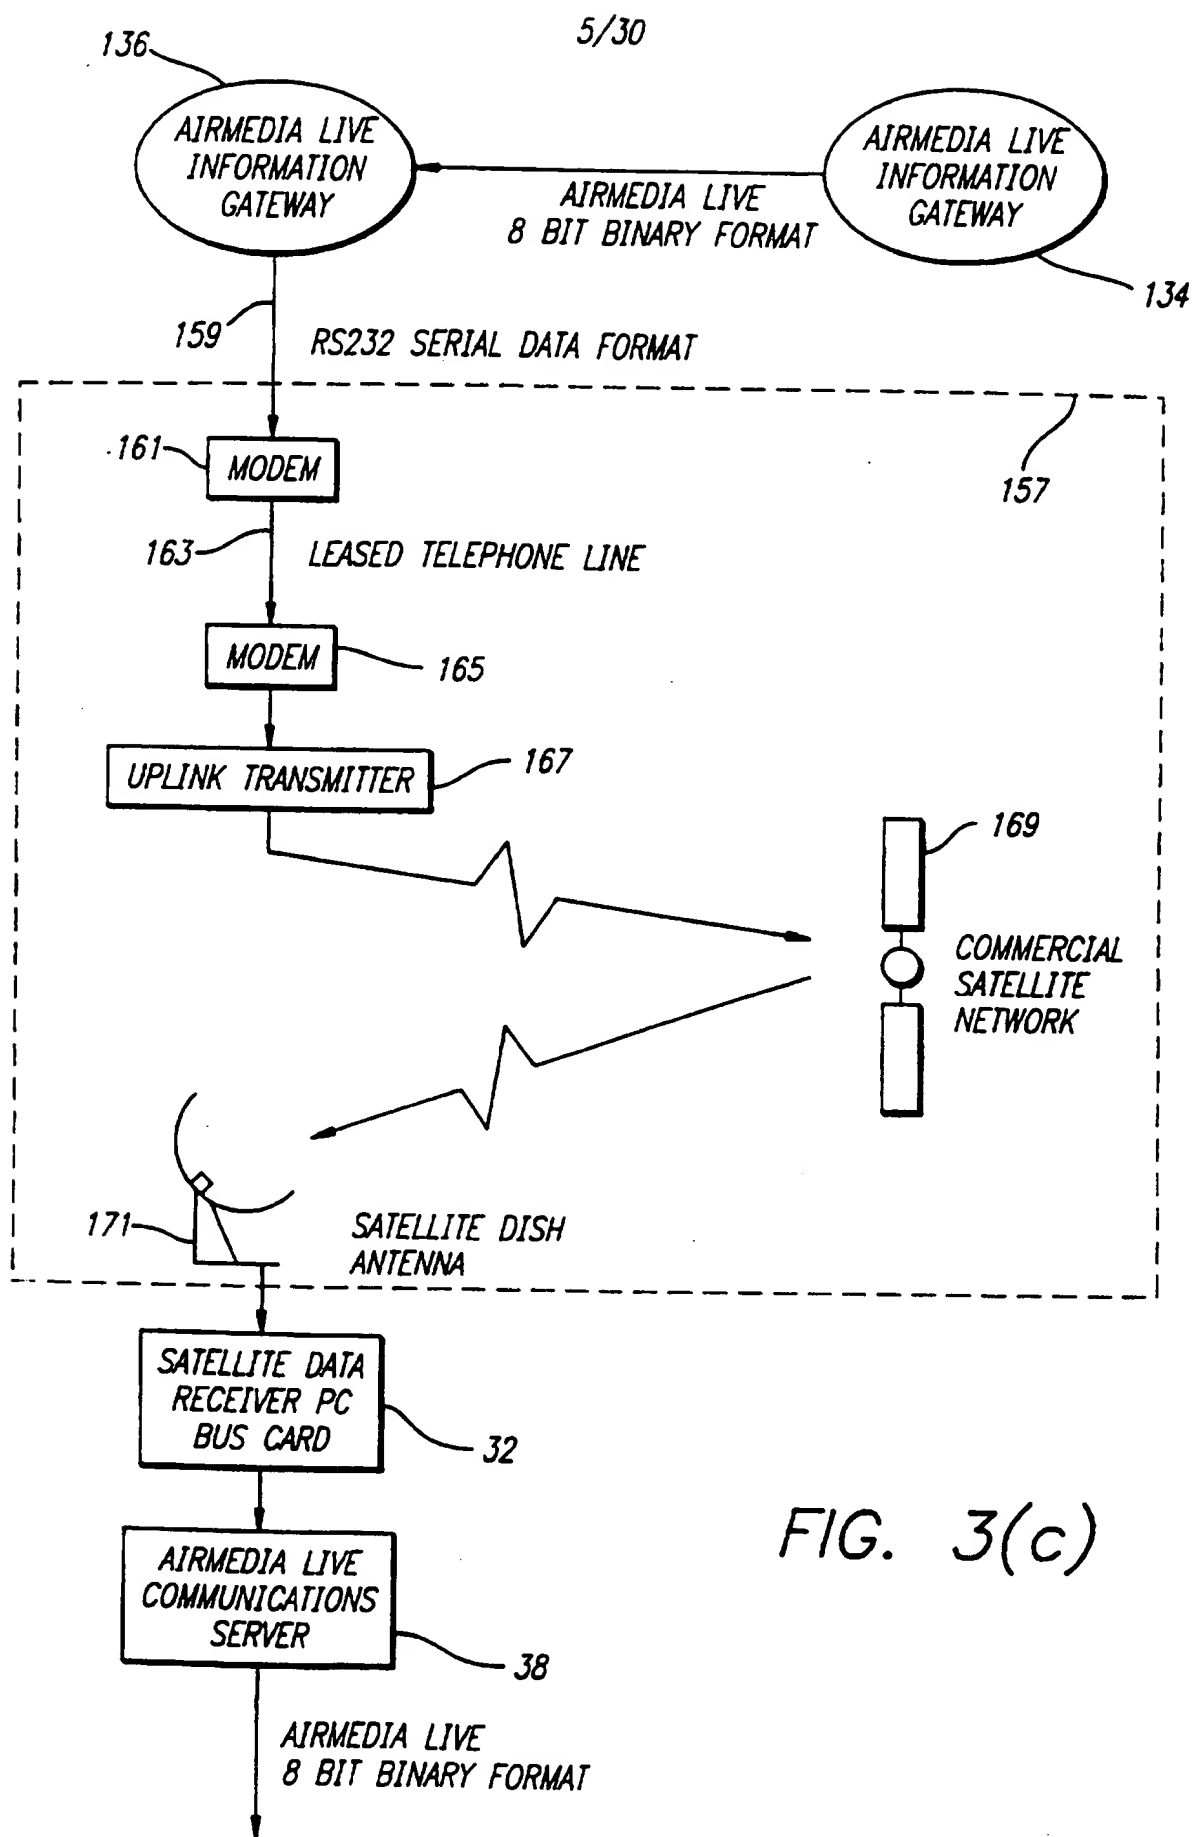 5/30
136
AIRMEDIA LIVE
INFORMATION
GATEWAY
AIRMEDIA LIVE
8 BIT BINARY FORMAT
AIRMEDIA LIVE
INFORMATION
GATEWAY
134
159
RS232 SERIAL DATA FORMAT
157
161
MODEM
163
LEASED TELEPHONE LINE
MODEM
165
UPLINK TRANSMITTER
167
169
COMMERCIAL
SATELLITE
NETWORK
171
SATELLITE DISH
ANTENNA
SATELLITE DATA
RECEIVER PC
BUS CARD
32
AIRMEDIA LIVE
COMMUNICATIONS
SERVER
38
AIRMEDIA LIVE
8 BIT BINARY FORMAT
FIG. 3(c)